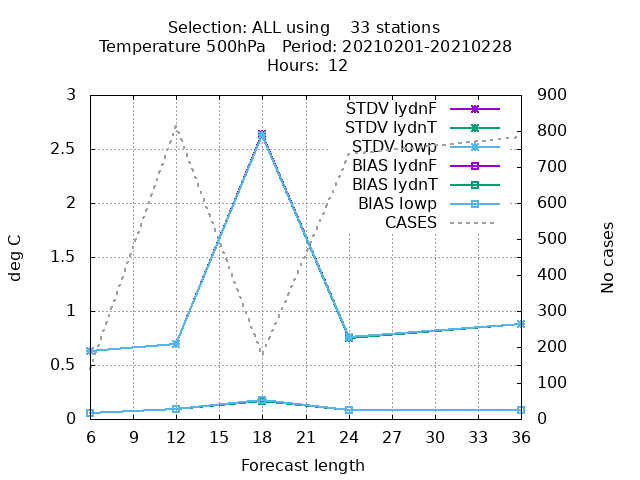 Selection: ALL using    33 stations
Temperature 500hPa   Period: 20210201-20210228
Hours:  12
3
2.5
2
1.5
1
0.5
0
deg C
STDV lydnF
STDV lydnT
STDV lowp
BIAS lydnF
BIAS lydnT
BIAS lowp
CASES
900
800
700
600
500
400
300
200
100
0
No cases
6 9 12 15 18 21 24 27 30 33 36
Forecast length